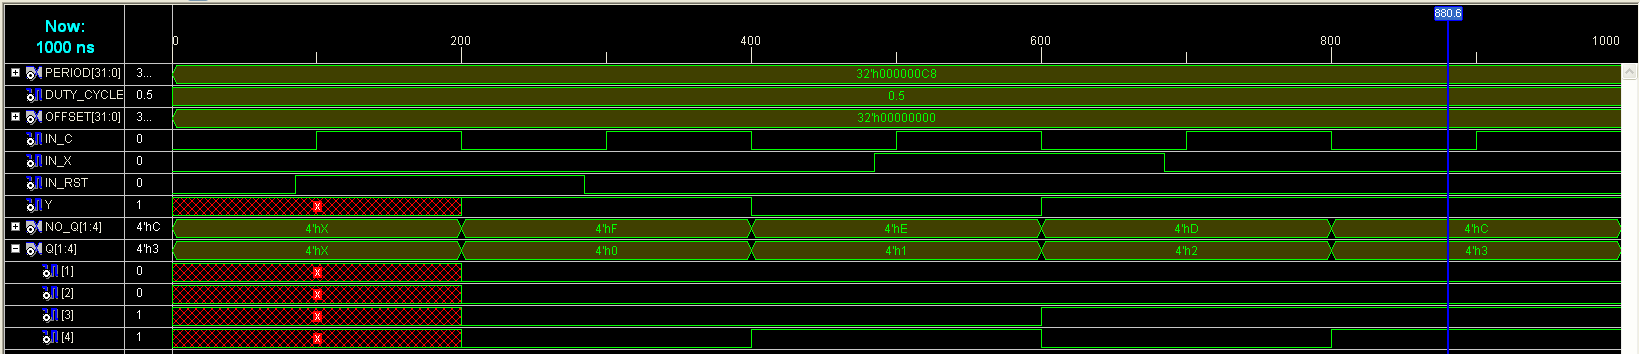 880.6
Now:
1000 ns
0 200 400 600 800 1000
PERIOD[31:0] 3... 32'h000000C8
DUTY_CYCLE 0.5 0.5
OFFSET[31:0] 3... 32'h00000000
IN_C 0
IN_X 0
IN_RST 0
Y 1 X
NO_Q[1:4] 4'hC 4'hX 4'hF 4'hE 4'hD 4'hC
Q[1:4] 4'h3 4'hX 4'h0 4'h1 4'h2 4'h3
[1] 0 X
[2] 0 X
[3] 1 X
[4] 1 X